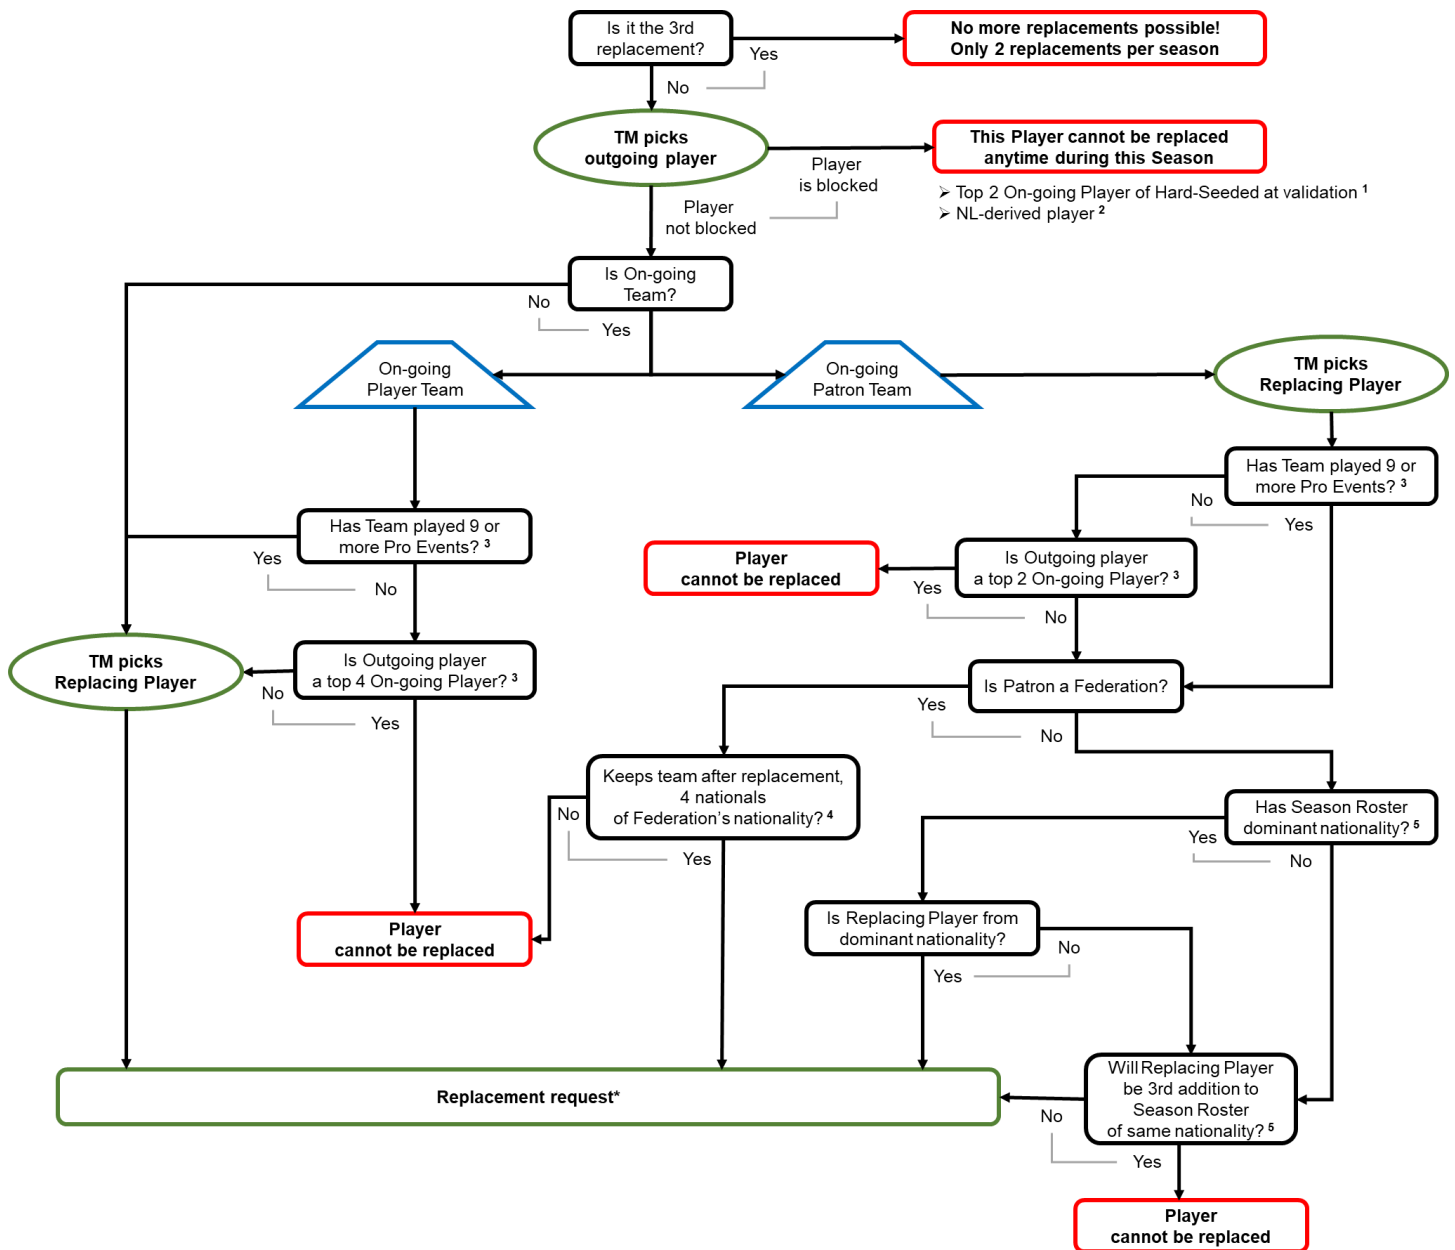 Is it the 3rd
replacement?
Yes
No
No more replacements possible!
Only 2 replacements per season
TM picks
outgoing player
Player
is blocked
Player
not blocked
This Player cannot be replaced
anytime during this Season
➢ Top 2 On-going Player of Hard-Seeded at validation ¹
➢ NL-derived player ²
Is On-going
Team?
No
Yes
On-going
Player Team
On-going
Patron Team
TM picks
Replacing Player
Has Team played 9 or
more Pro Events? ³
No
Yes
Has Team played 9 or
more Pro Events? ³
Yes
No
Player
cannot be replaced
Is Outgoing player
a top 2 On-going Player? ³
Yes
No
TM picks
Replacing Player
Is Outgoing player
a top 4 On-going Player? ³
No
Yes
Is Patron a Federation?
Yes
No
Keeps team after replacement,
4 nationals
of Federation’s nationality? ⁴
No
Yes
Has Season Roster
dominant nationality? ⁵
Yes
No
Player
cannot be replaced
Is Replacing Player from
dominant nationality?
No
Yes
Replacement request*
Will Replacing Player
be 3rd addition to
Season Roster
of same nationality? ⁵
No
Yes
Player
cannot be replaced